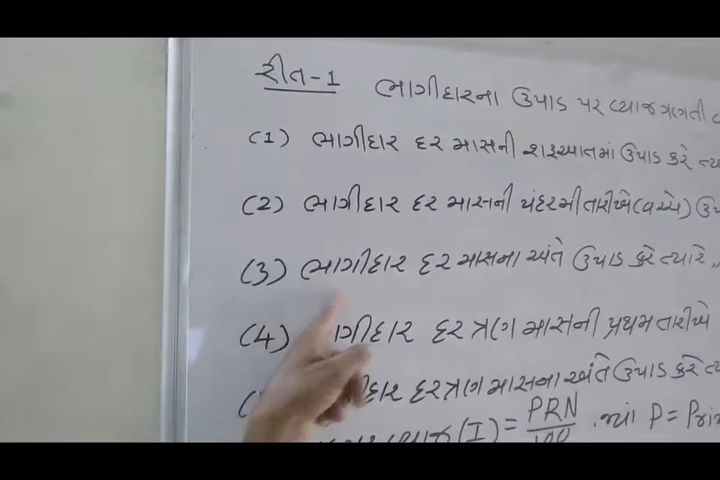 રીત-1 ભાગીદારના ઉપાડ પર વ્યાજ ગણતી
(1) ભાગીદાર દર માસની શરૂઆતમાં ઉપાડ કરે
(2) ભાગીદાર દર માસની પંદરમી તારીખે (વચ્ચે)
(3) ભાગીદાર દર માસના અંતે ઉપાડ કરે ત્યારે
(4) ભાગીદાર દર ત્રણ માસની પ્રથમ તારીખે
દર ત્રણ માસના અંતે ઉપાડ કરે
(I) = PRN/100 . જ્યાં P =